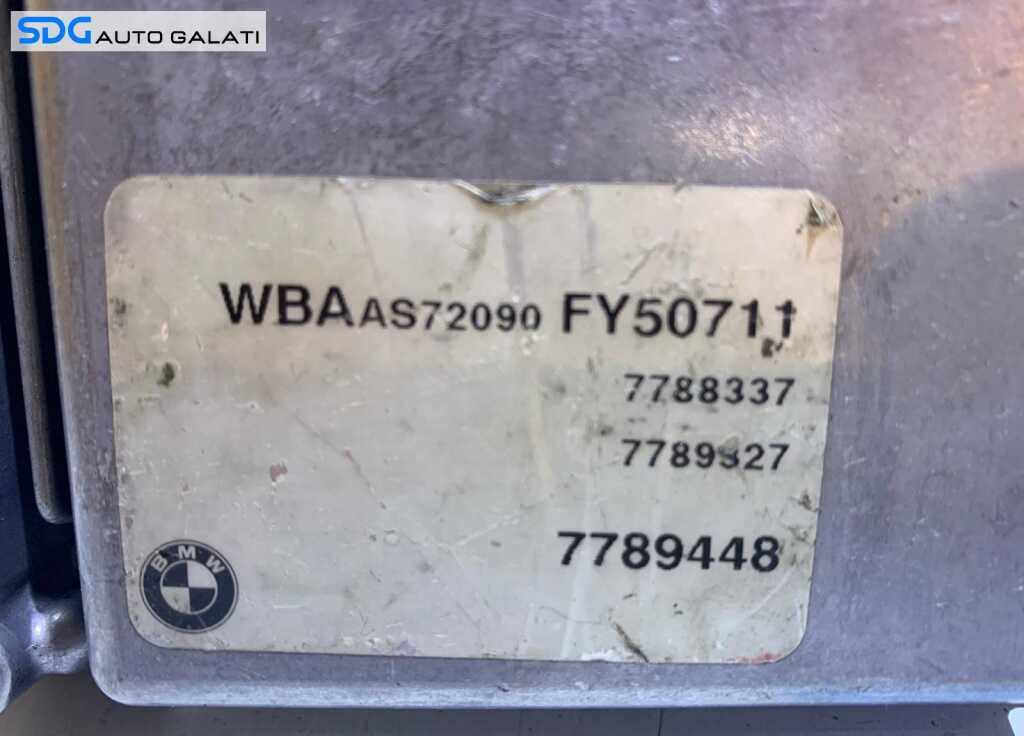 SDG AUTO GALATI
WBAAS72090 FY50711
7788337
7789327
7789448
BMW